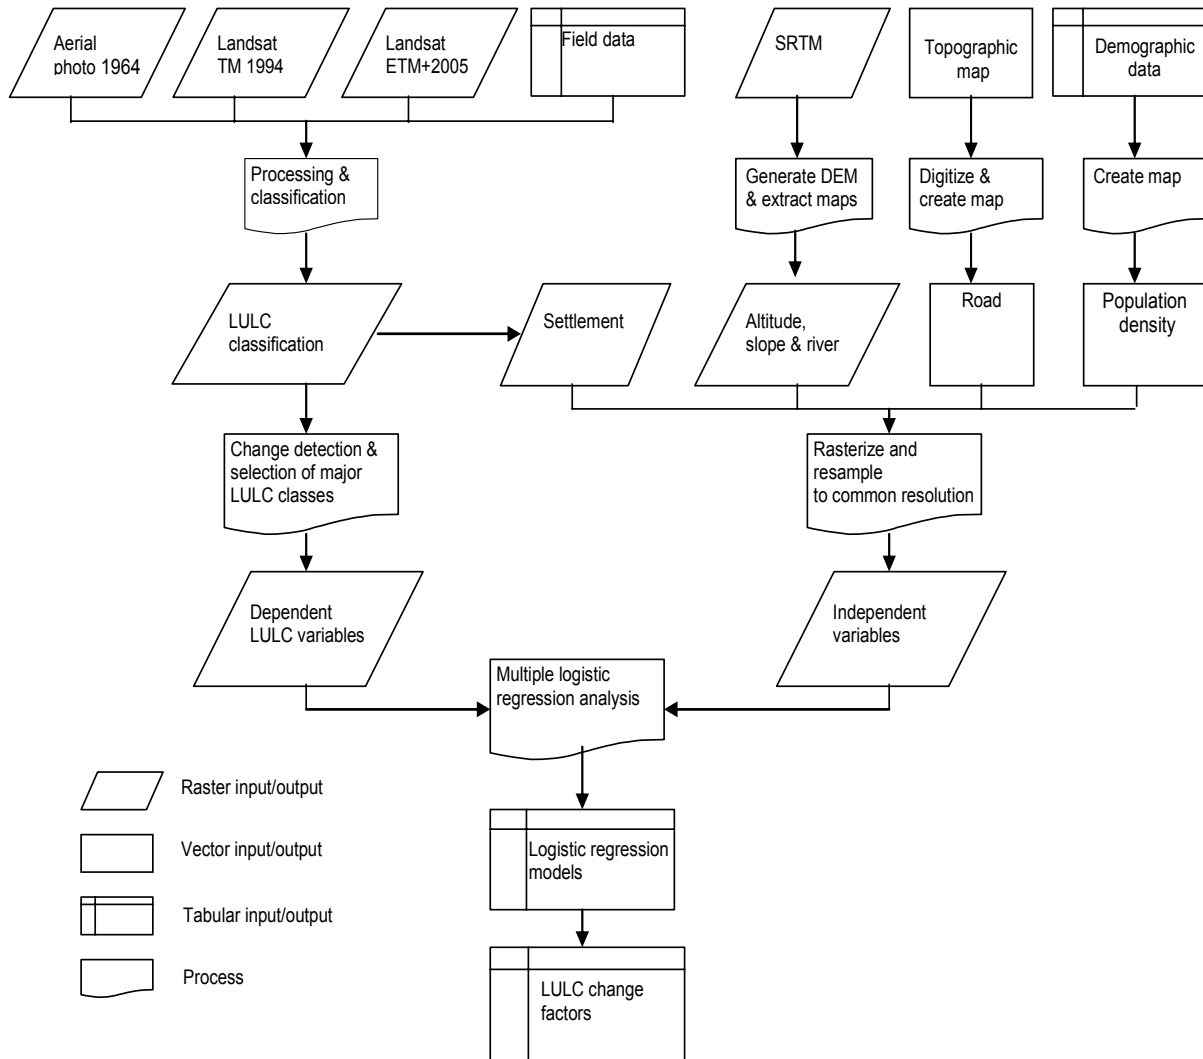 Aerial
photo 1964
Landsat
TM 1994
Landsat
ETM+2005
Field data
SRTM
Topographic
map
Demographic
data
Processing &
classification
Generate DEM
& extract maps
Digitize &
create map
Create map
LULC
classification
Settlement
Altitude,
slope & river
Road
Population
density
Change detection &
selection of major
LULC classes
Rasterize and
resample
to common resolution
Dependent
LULC variables
Independent
variables
Multiple logistic
regression analysis
Raster input/output
Vector input/output
Tabular input/output
Process
Logistic regression
models
LULC change
factors